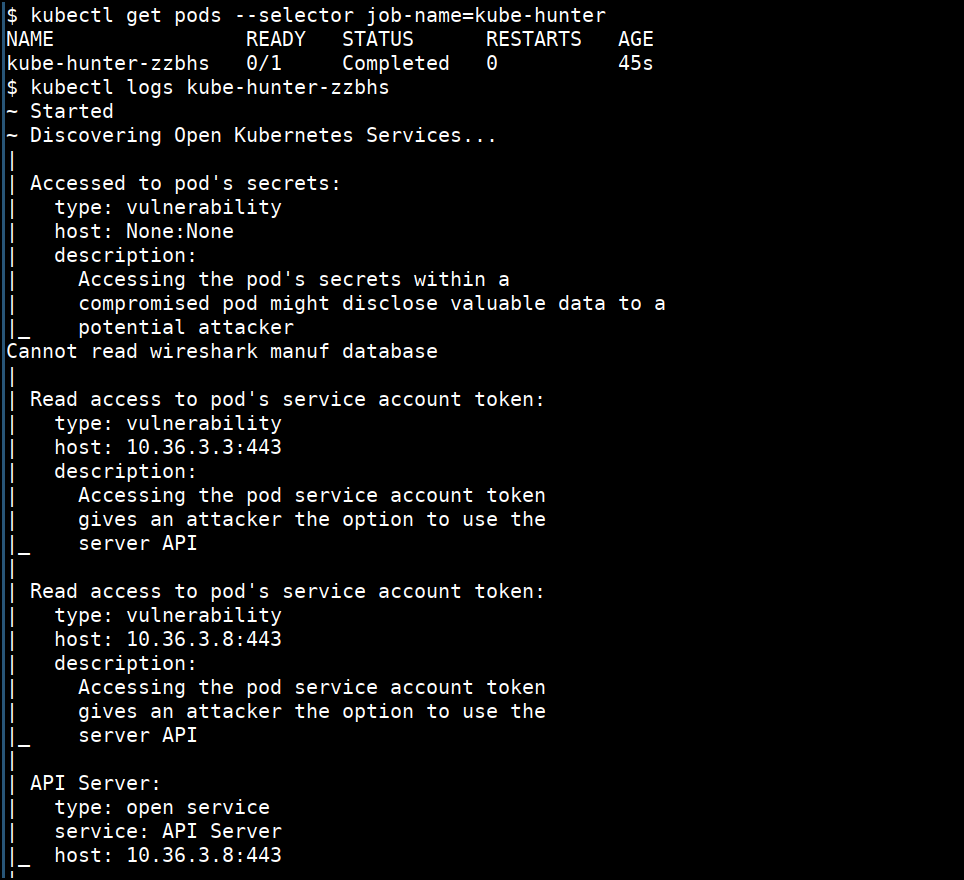 $ kubectl get pods --selector job-name=kube-hunter
NAME                READY   STATUS      RESTARTS   AGE
kube-hunter-zzbhs   0/1     Completed   0          45s
$ kubectl logs kube-hunter-zzbhs
~ Started
~ Discovering Open Kubernetes Services...
|
| Accessed to pod's secrets:
|   type: vulnerability
|   host: None:None
|   description:
|     Accessing the pod's secrets within a
|     compromised pod might disclose valuable data to a
|_    potential attacker
Cannot read wireshark manuf database
|
| Read access to pod's service account token:
|   type: vulnerability
|   host: 10.36.3.3:443
|   description:
|     Accessing the pod service account token
|     gives an attacker the option to use the
|_    server API
|
| Read access to pod's service account token:
|   type: vulnerability
|   host: 10.36.3.8:443
|   description:
|     Accessing the pod service account token
|     gives an attacker the option to use the
|_    server API
|
| API Server:
|   type: open service
|   service: API Server
|_  host: 10.36.3.8:443